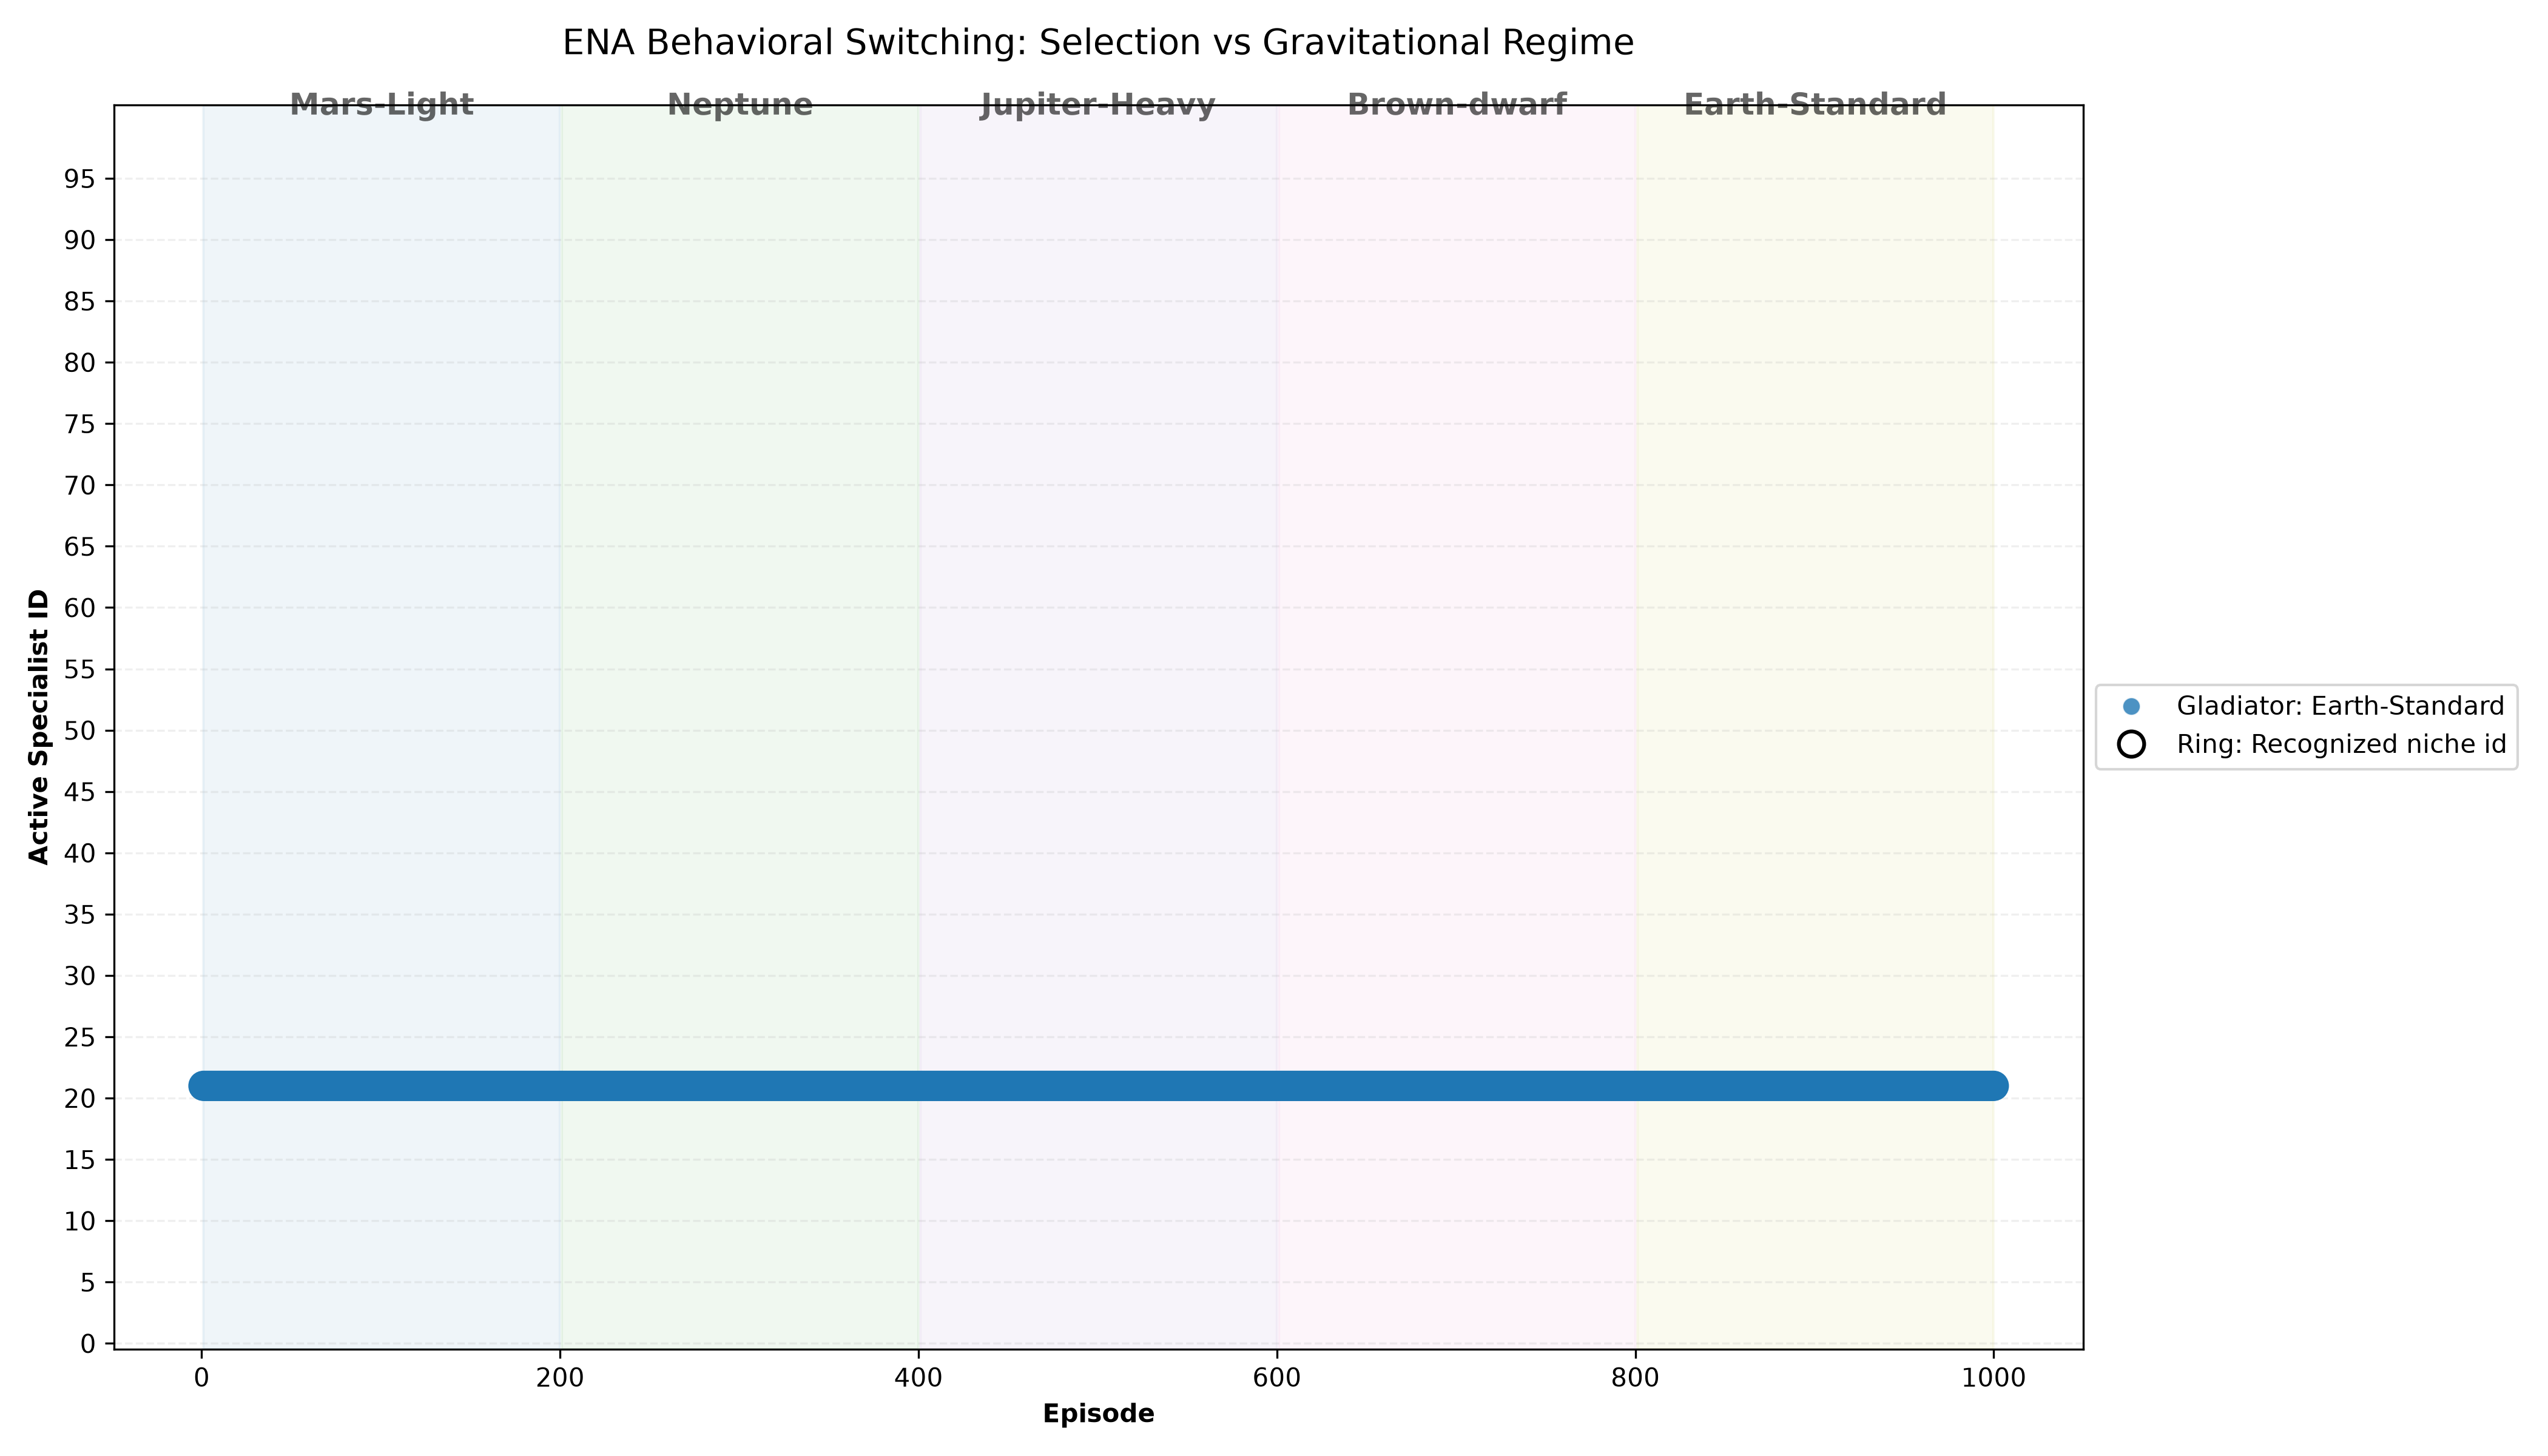 ENA Behavioral Switching: Selection vs Gravitational Regime
Mars-Light
Neptune
Jupiter-Heavy
Brown-dwarf
Earth-Standard
95
90
85
80
75
70
65
60
55
50
45
40
35
30
25
20
15
10
5
0
Active Specialist ID
0
200
400
600
800
1000
Episode
Gladiator: Earth-Standard
Ring: Recognized niche id